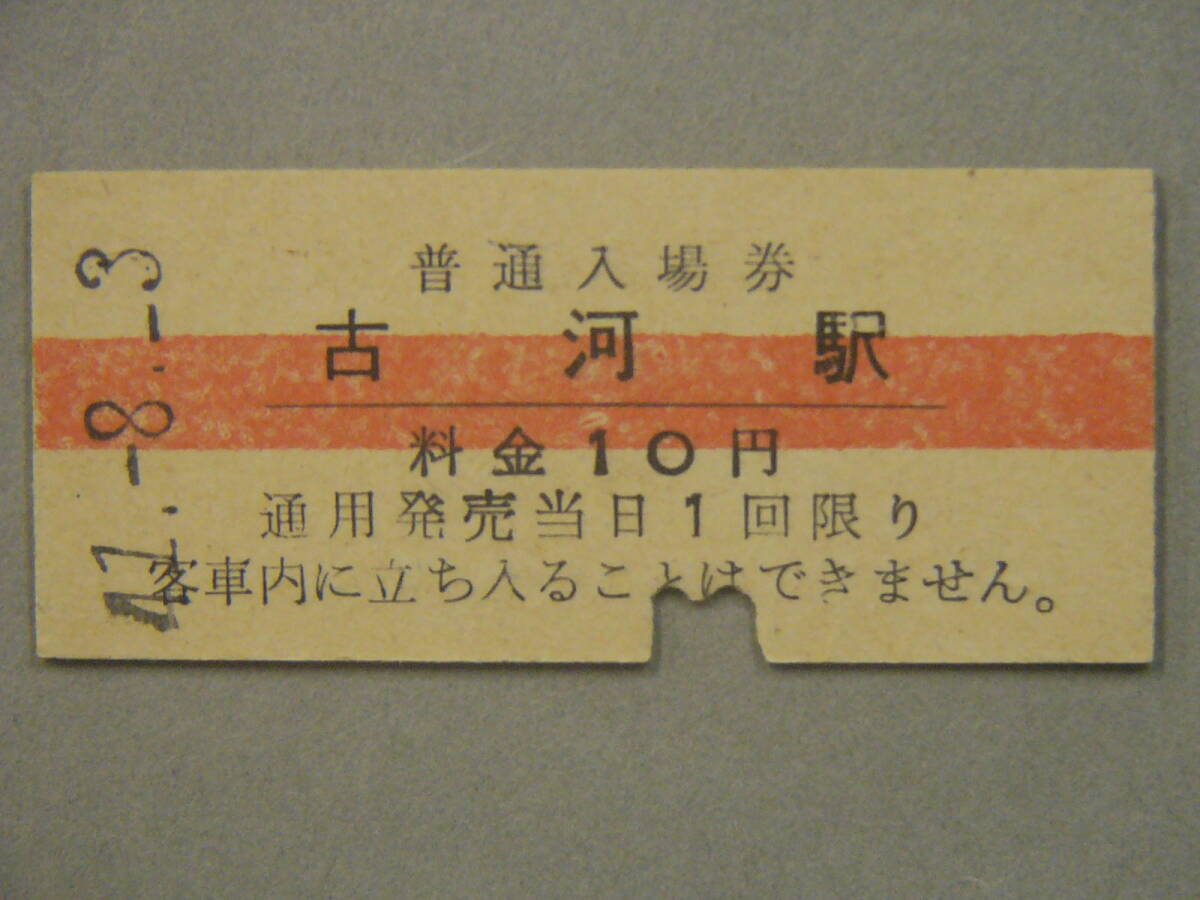 普通入場券
古河駅
料金10円
通用発売当日1回限り
客車内に立ち入ることはできません。